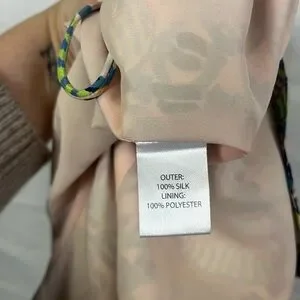 OUTER:
100% SILK
LINING:
100% POLYESTER